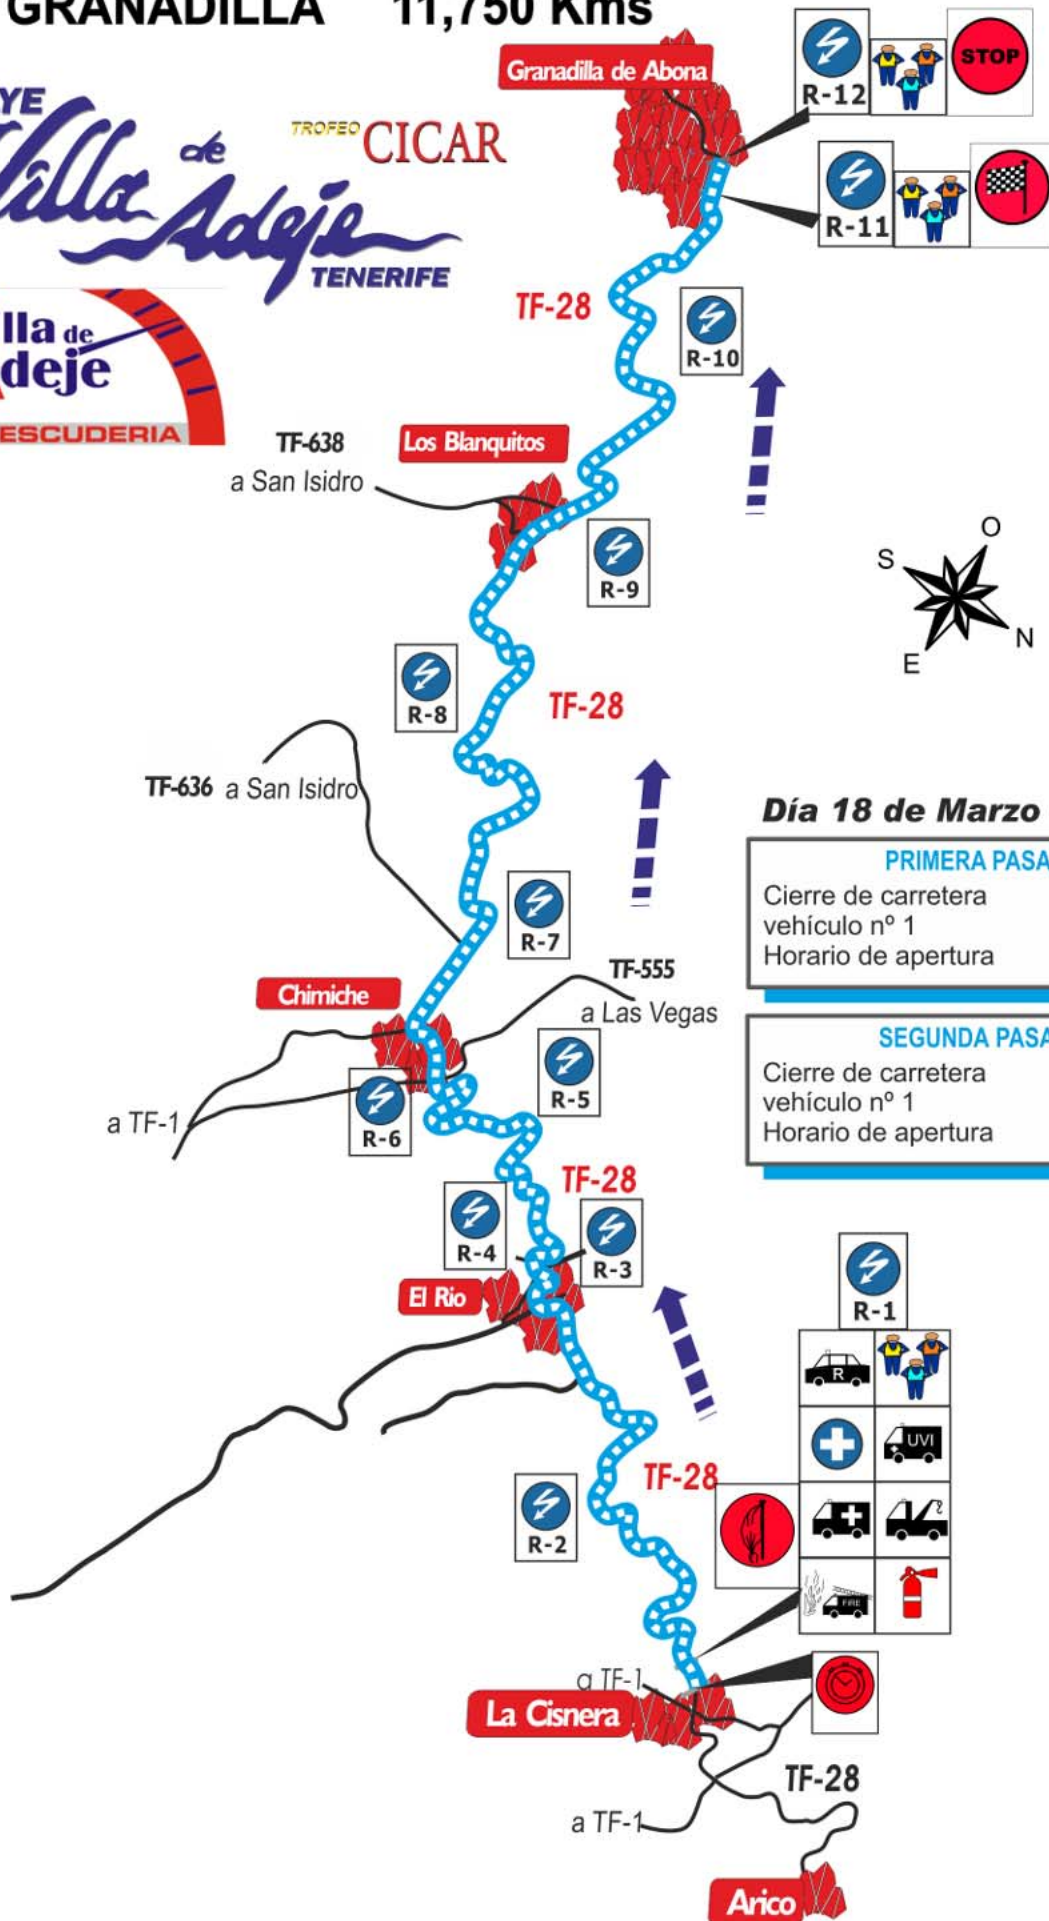 GRANADILLA 11,750 Kms
Granadilla de Abona
R-12
STOP
YE
Villa de Adeje
TENERIFE
TROFEO CICAR
R-11
TF-28
R-10
lla de
deje
ESCUDERIA
TF-638
a San Isidro
Los Blanquitos
R-9
O
S
N
E
R-8
TF-28
TF-636 a San Isidro
Día 18 de Marzo
PRIMERA PASA
Cierre de carretera
vehículo nº 1
Horario de apertura
R-7
Chimiche
TF-555
a Las Vegas
SEGUNDA PASA
Cierre de carretera
vehículo nº 1
Horario de apertura
R-5
R-6
a TF-1
TF-28
R-4
R-3
El Rio
R-1
R
UVI
FIRE
TF-28
R-2
a TF-1
La Cisnera
TF-28
a TF-1
Arico